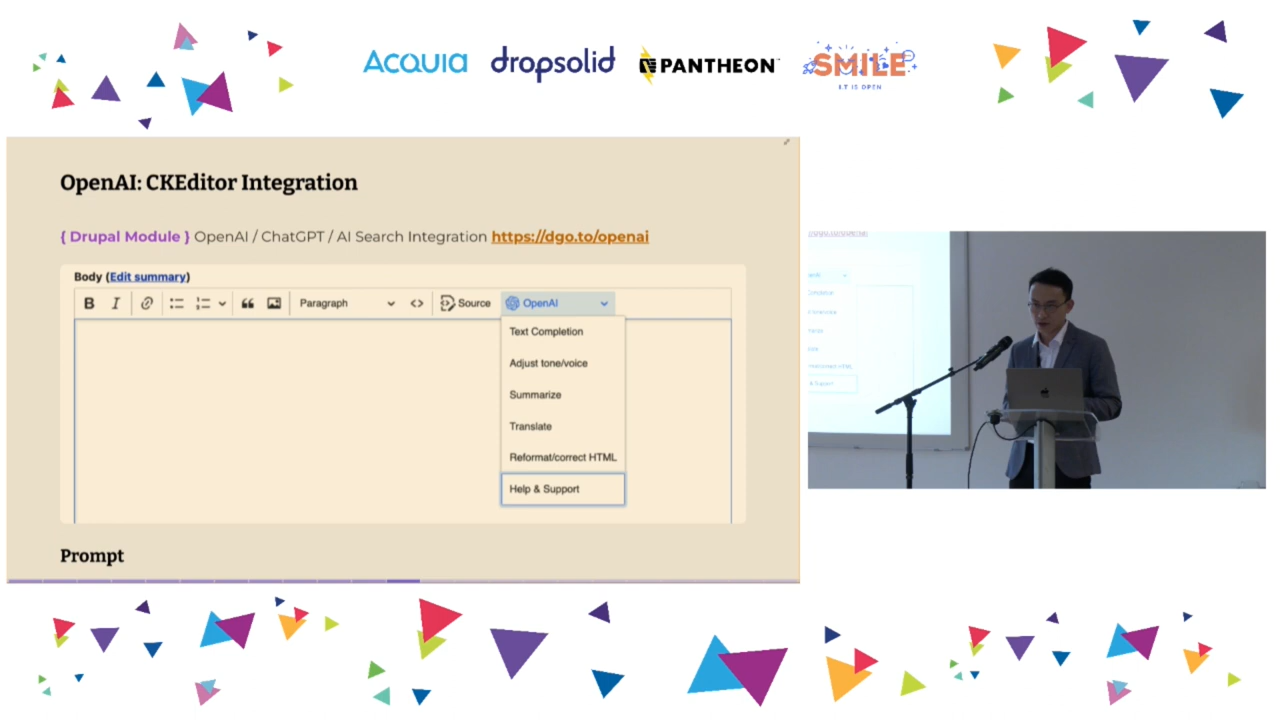 ACQUIA dropsolid PANTHEON SMILE
I.T IS OPEN
OpenAI: CKEditor Integration
{ Drupal Module } OpenAI / ChatGPT / AI Search Integration https://dgo.to/openai
Body (Edit summary)
B I Paragraph Source OpenAI
Text Completion
Adjust tone/voice
Summarize
Translate
Reformat/correct HTML
Help & Support
Prompt
& Support